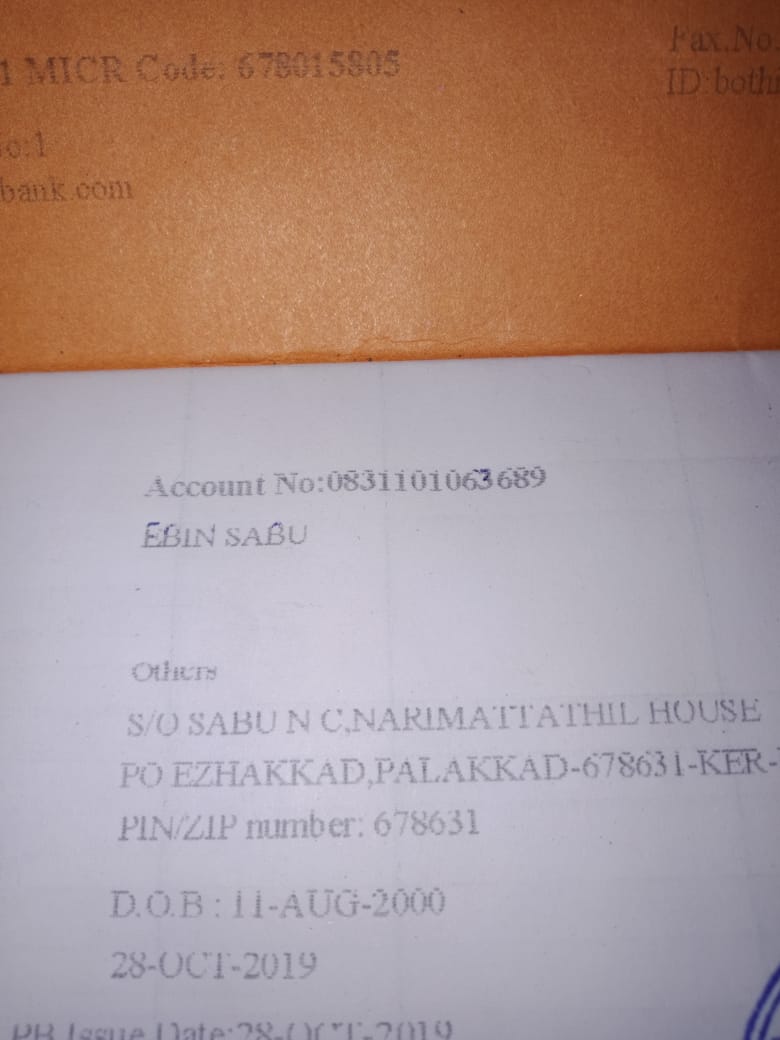 1 MICR Code: 678015805
Fax.No:
ID:bothi
o:1
bank.com
Account No:0831101063689
EBIN SABU
Others
S/O SABU N C,NARIMATTATHIL HOUSE
PO EZHAKKAD,PALAKKAD-678631-KER-
PIN/ZIP number: 678631
D.O.B : 11-AUG-2000
28-OCT-2019
PB Issue Date:28-OCT-2019